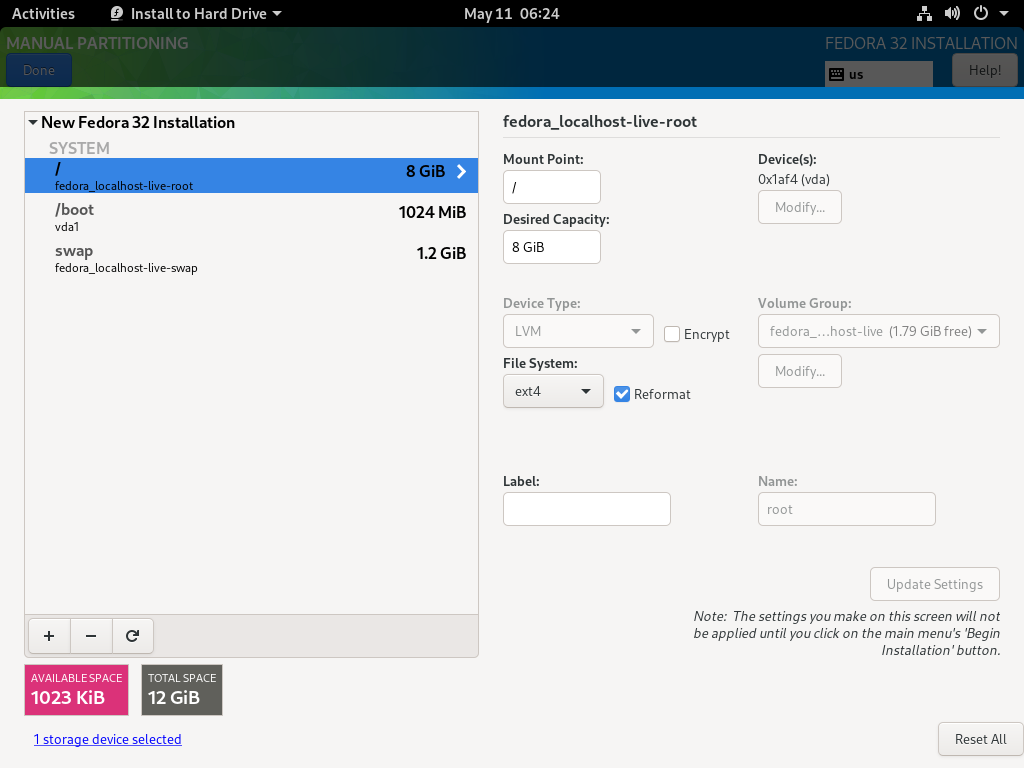 Activities
Install to Hard Drive
May 11 06:24
MANUAL PARTITIONING
FEDORA 32 INSTALLATION
Done
us
Help!
New Fedora 32 Installation
SYSTEM
/
8 GiB
fedora_localhost-live-root
/boot
1024 MiB
vda1
swap
1.2 GiB
fedora_localhost-live-swap
+
−
AVAILABLE SPACE
1023 KiB
TOTAL SPACE
12 GiB
1 storage device selected
fedora_localhost-live-root
Mount Point:
/
Device(s):
0x1af4 (vda)
Modify...
Desired Capacity:
8 GiB
Device Type:
LVM
Encrypt
Volume Group:
fedora_...host-live (1.79 GiB free)
Modify...
File System:
ext4
Reformat
Label:
Name:
root
Update Settings
Note: The settings you make on this screen will not
be applied until you click on the main menu's 'Begin
Installation' button.
Reset All